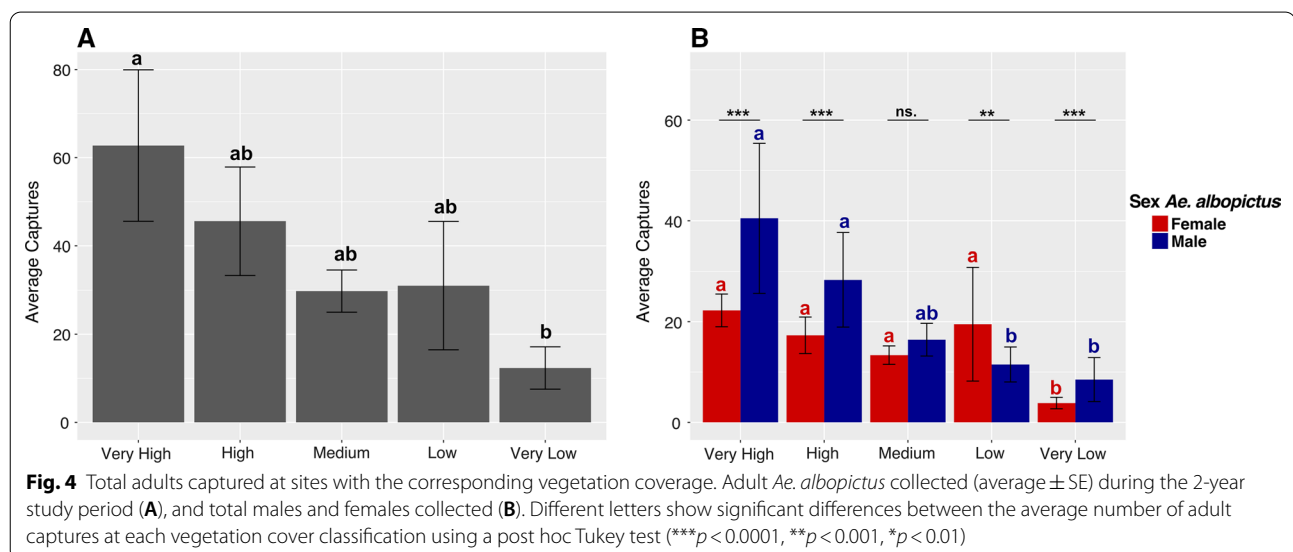 A
a
ab
ab
ab
b
80
60
40
20
0
Average Captures
Very High High Medium Low Very Low
B
*** *** ns. ** ***
a a
a a
a ab
a b
b b
60
40
20
0
Average Captures
Very High High Medium Low Very Low
Sex Ae. albopictus
Female
Male
Fig. 4 Total adults captured at sites with the corresponding vegetation coverage. Adult Ae. albopictus collected (average ± SE) during the 2-year
study period (A), and total males and females collected (B). Different letters show significant differences between the average number of adult
captures at each vegetation cover classification using a post hoc Tukey test (***p < 0.0001, **p < 0.001, *p < 0.01)